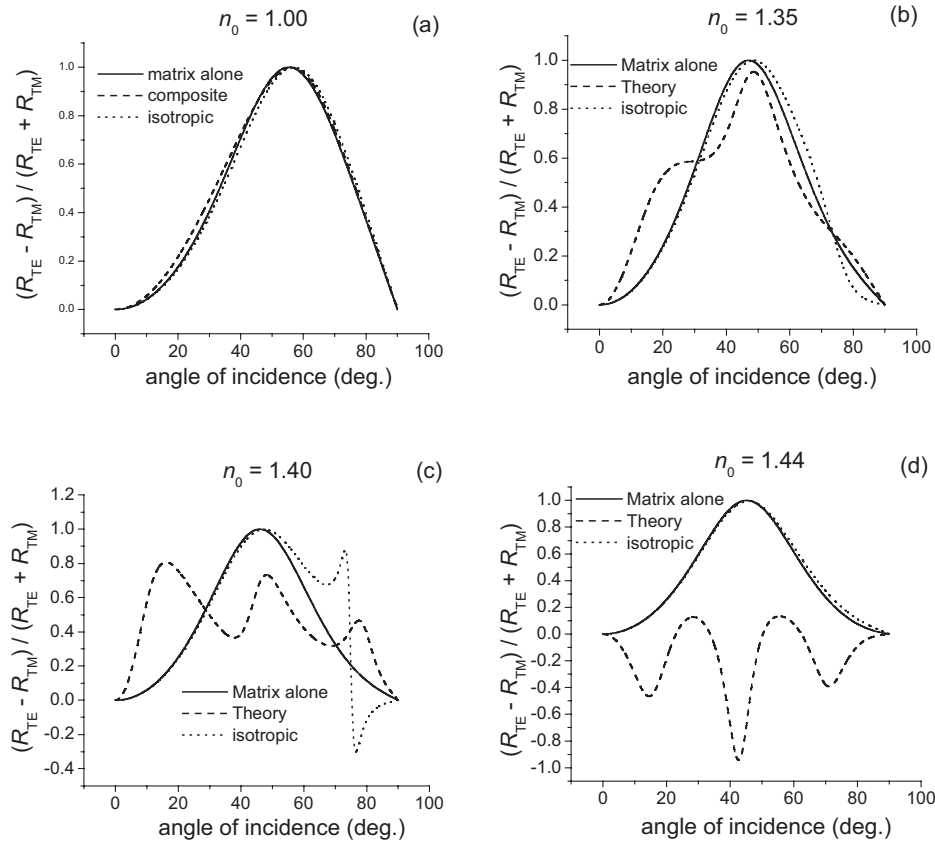 n0 = 1.00
(a)
matrix alone
composite
isotropic
(RTE - RTM) / (RTE + RTM)
1.0
0.8
0.6
0.4
0.2
0.0
0 20 40 60 80 100
angle of incidence (deg.)
n0 = 1.35
(b)
Matrix alone
Theory
isotropic
(RTE - RTM) / (RTE + RTM)
1.0
0.8
0.6
0.4
0.2
0.0
0 20 40 60 80 100
angle of incidence (deg.)
n0 = 1.40
(c)
(RTE - RTM) / (RTE + RTM)
1.2
1.0
0.8
0.6
0.4
0.2
0.0
-0.2
-0.4
Matrix alone
Theory
isotropic
0 20 40 60 80 100
angle of incidence (deg.)
n0 = 1.44
(d)
Matrix alone
Theory
isotropic
(RTE - RTM) / (RTE + RTM)
1.0
0.8
0.6
0.4
0.2
0.0
-0.2
-0.4
-0.6
-0.8
-1.0
0 20 40 60 80 100
angle of incidence (deg.)